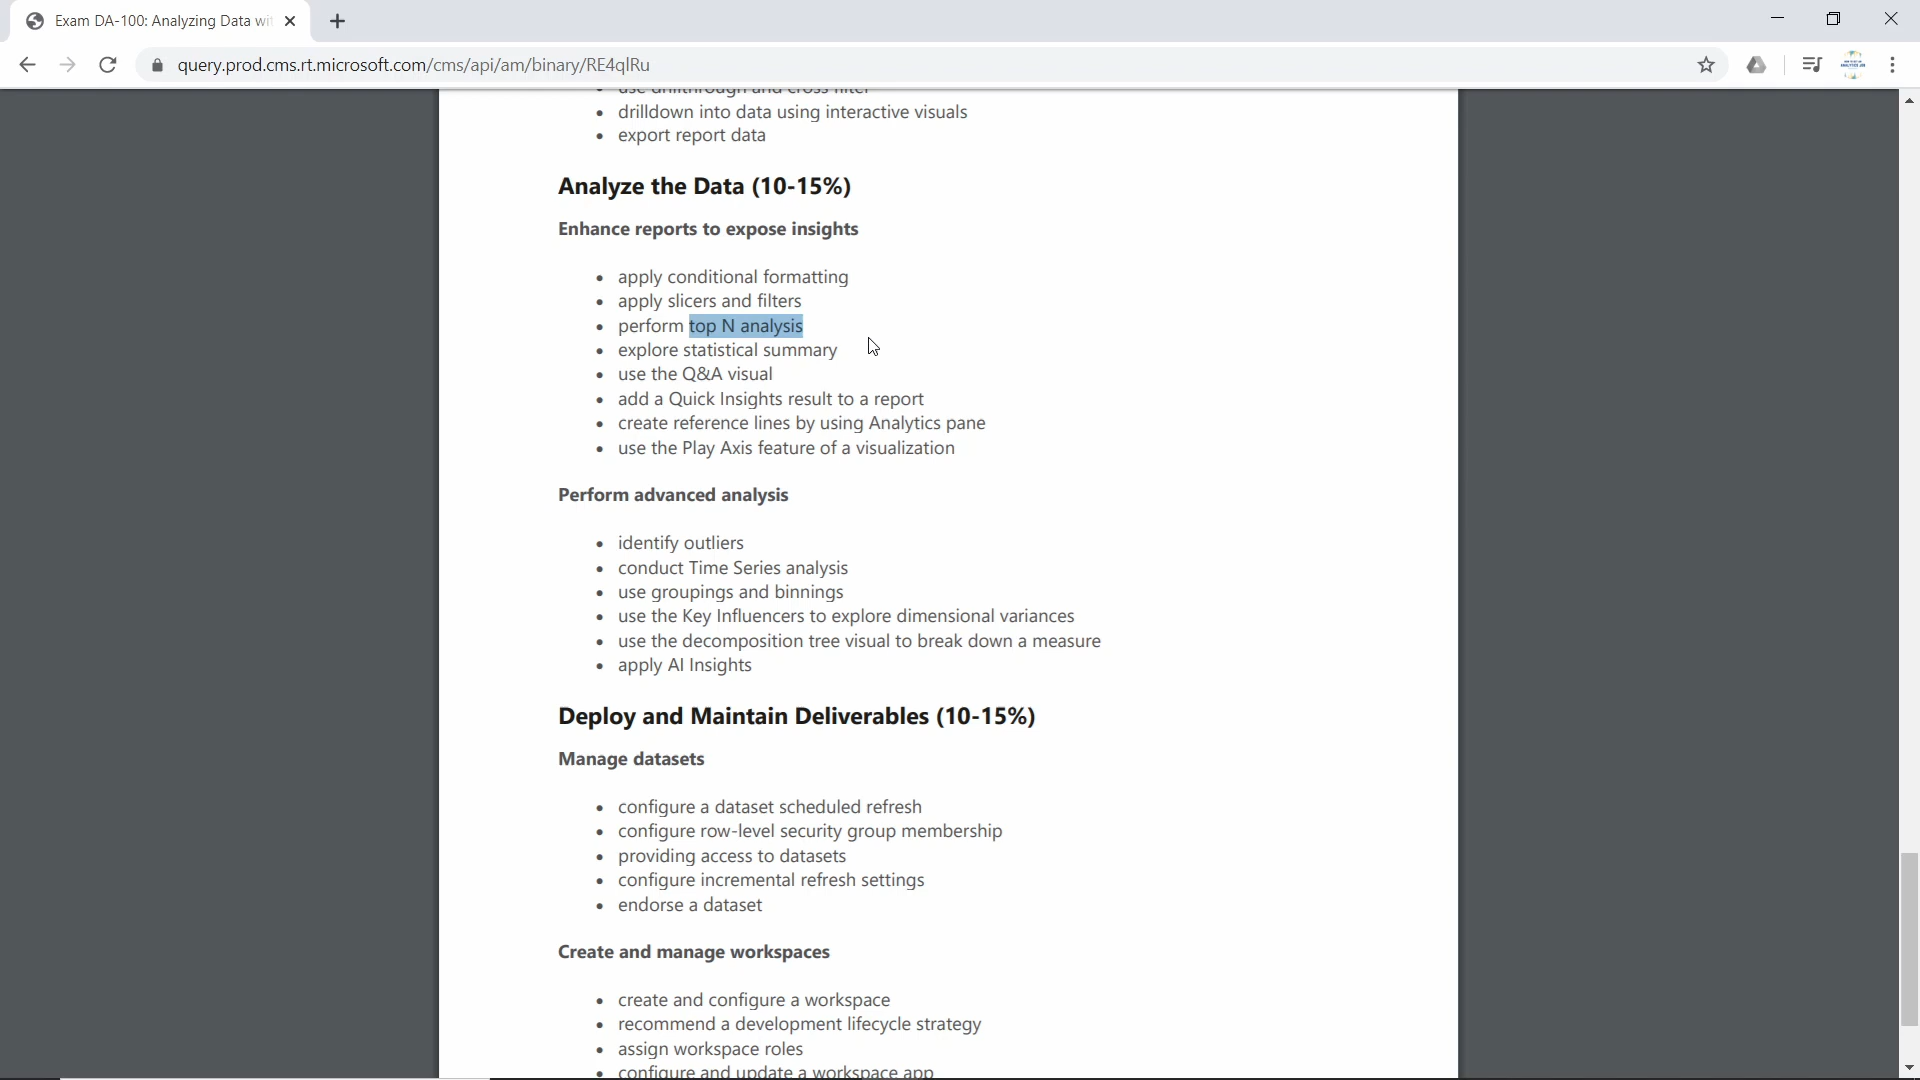 Exam DA-100: Analyzing Data wit
query.prod.cms.rt.microsoft.com/cms/api/am/binary/RE4qlRu
use drillthrough and cross filter
drilldown into data using interactive visuals
export report data
Analyze the Data (10-15%)
Enhance reports to expose insights
apply conditional formatting
apply slicers and filters
perform top N analysis
explore statistical summary
use the Q&A visual
add a Quick Insights result to a report
create reference lines by using Analytics pane
use the Play Axis feature of a visualization
Perform advanced analysis
identify outliers
conduct Time Series analysis
use groupings and binnings
use the Key Influencers to explore dimensional variances
use the decomposition tree visual to break down a measure
apply AI Insights
Deploy and Maintain Deliverables (10-15%)
Manage datasets
configure a dataset scheduled refresh
configure row-level security group membership
providing access to datasets
configure incremental refresh settings
endorse a dataset
Create and manage workspaces
create and configure a workspace
recommend a development lifecycle strategy
assign workspace roles
configure and update a workspace app